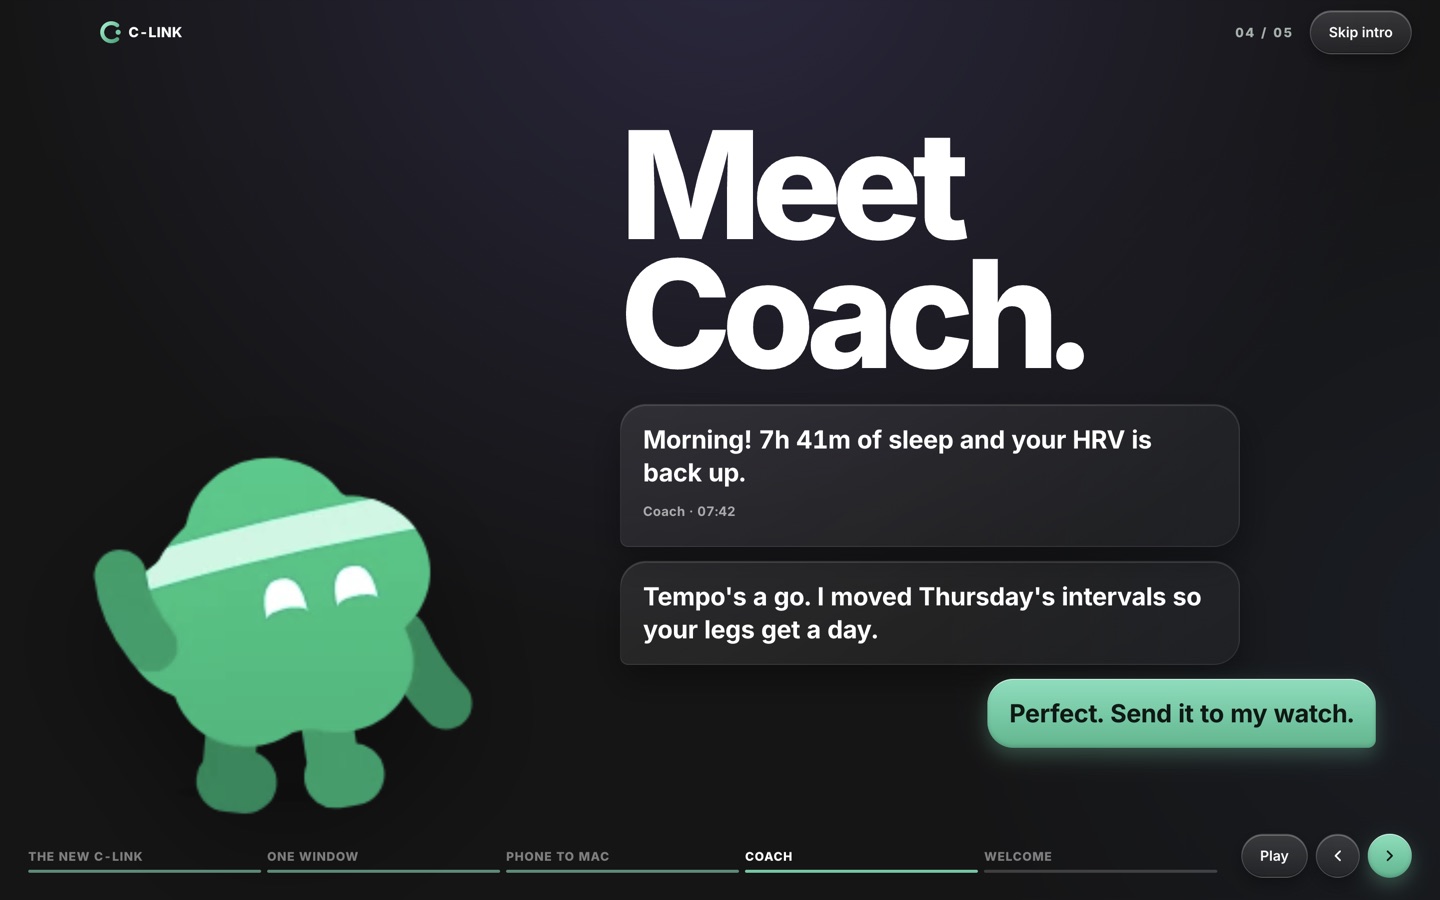 C-LINK
04 / 05
Skip intro
Meet
Coach.
Morning! 7h 41m of sleep and your HRV is
back up.
Coach · 07:42
Tempo's a go. I moved Thursday's intervals so
your legs get a day.
Perfect. Send it to my watch.
THE NEW C-LINK
ONE WINDOW
PHONE TO MAC
COACH
WELCOME
Play